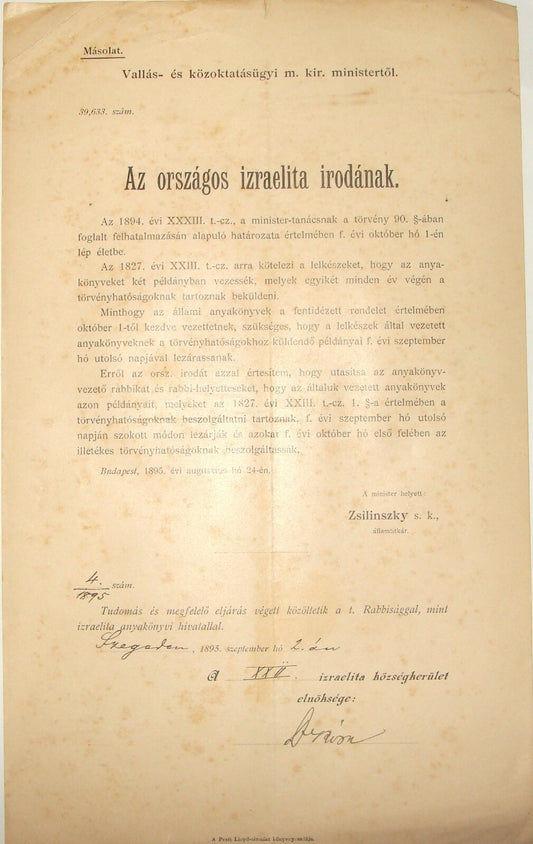 Másolat.
Vallás- és közoktatásügyi m. kir. ministertől.
39,633. szám.
Az országos izraelita irodának.
Az 1894. évi XXXIII. t.-cz., a minister-tanácsnak a törvény 90. §-ában
foglalt felhatalmazásán alapuló határozata értelmében f. évi október hó 1-én
lép életbe.
Az 1827. évi XXIII. t.-cz. arra kötelezi a lelkészeket, hogy az anya-
könyveket két példányban vezessék, melyek egyikét minden év végén a
törvényhatóságoknak tartoznak beküldeni.
Minthogy az állami anyakönyvek a fentidézett rendelet értelmében
október 1-től kezdve vezettetnek, szükséges, hogy a lelkészek által vezetett
anyakönyveknek a törvényhatóságokhoz küldendő példányai f. évi szeptember
hó utolsó napjával lezárassanak.
Erről az orsz. irodát azzal értesítem, hogy utasítsa az anyakönyv-
vezető rabbikat és rabbi-helyetteseket, hogy az általuk vezetett anyakönyvek
azon példányait, melyeket az 1827. évi XXIII. t.-cz. 1. §-a értelmében a
törvényhatóságoknak beszolgáltatni tartoznak. f. évi szeptember hó utolsó
napján szokott módon lezárják és azokat f. évi október hó első felében az
illetékes törvényhatóságoknak beszolgáltassák.
Budapest, 1895. évi augusztus hó 24-én.
A minister helyett:
Zsilinszky s. k.,
államtitkár.
4.
1895 szám.
Tudomás és megfelelő eljárás végett közöltetik a t. Rabbisággal, mint
izraelita anyakönyvi hivatallal.
Szegeden, 1895. szeptember hó 2.-án
A XXII. izraelita községkerület
elnöksége:
A Pesti Lloyd-társulat könyvnyomdája.